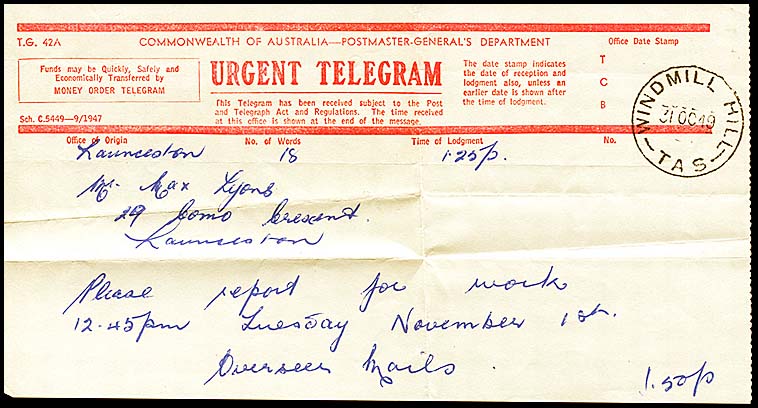 T.G. 42A COMMONWEALTH OF AUSTRALIA—POSTMASTER-GENERAL'S DEPARTMENT Office Date Stamp
Funds may be Quickly, Safely and
Economically Transferred by
MONEY ORDER TELEGRAM
URGENT TELEGRAM
This Telegram has been received subject to the Post
and Telegraph Act and Regulations. The time received
at this office is shown at the end of the message.
The date stamp indicates
the date of reception and
lodgment also, unless an
earlier date is shown after
the time of lodgment.
T
C
B
WINDMILL HILL
31 OC 49
TAS
Sch. C.5449—9/1947
Office of Origin No. of Words Time of Lodgment No.
Launceston 18 1.25p.
Mr. Max Lyons
29 Como Crescent.
Launceston
Please report for work
12.45pm Tuesday November 1st.
Overseer Mails
1.50p